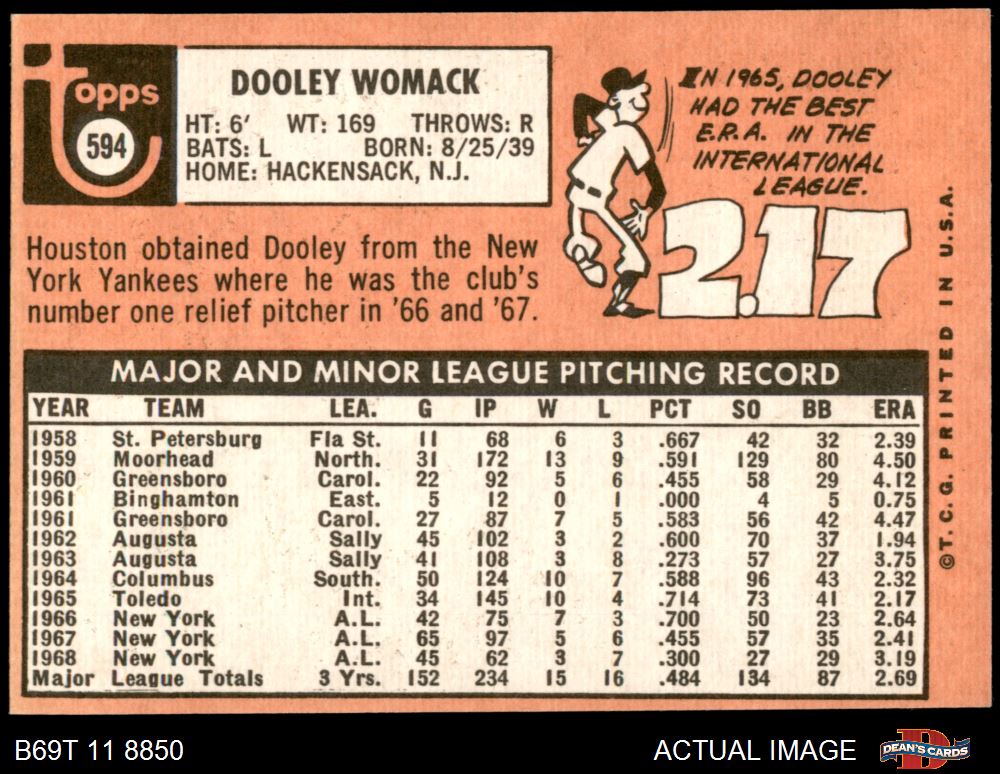 Topps
594
DOOLEY WOMACK
HT: 6' WT: 169 THROWS: R
BATS: L BORN: 8/25/39
HOME: HACKENSACK, N.J.
Houston obtained Dooley from the New
York Yankees where he was the club's
number one relief pitcher in '66 and '67.
IN 1965, DOOLEY
HAD THE BEST
E.R.A. IN THE
INTERNATIONAL
LEAGUE.
2.17
MAJOR AND MINOR LEAGUE PITCHING RECORD
YEAR TEAM LEA. G IP W L PCT SO BB ERA
1958 St. Petersburg Fla St. 11 68 6 3 .667 42 32 2.39
1959 Moorhead North. 31 172 13 9 .591 129 80 4.50
1960 Greensboro Carol. 22 92 5 6 .455 58 29 4.12
1961 Binghamton East. 5 12 0 1 .000 4 5 0.75
1961 Greensboro Carol. 27 87 7 5 .583 56 42 4.47
1962 Augusta Sally 45 102 3 2 .600 70 37 1.94
1963 Augusta Sally 41 108 3 8 .273 57 27 3.75
1964 Columbus South. 50 124 10 7 .588 96 43 2.32
1965 Toledo Int. 34 145 10 4 .714 73 41 2.17
1966 New York A.L. 42 75 7 3 .700 50 23 2.64
1967 New York A.L. 65 97 5 6 .455 57 35 2.41
1968 New York A.L. 45 62 3 7 .300 27 29 3.19
Major League Totals 3 Yrs. 152 234 15 16 .484 134 87 2.69
©T. C. G. PRINTED IN U.S.A.
B69T 11 8850
ACTUAL IMAGE
DEAN'S CARDS